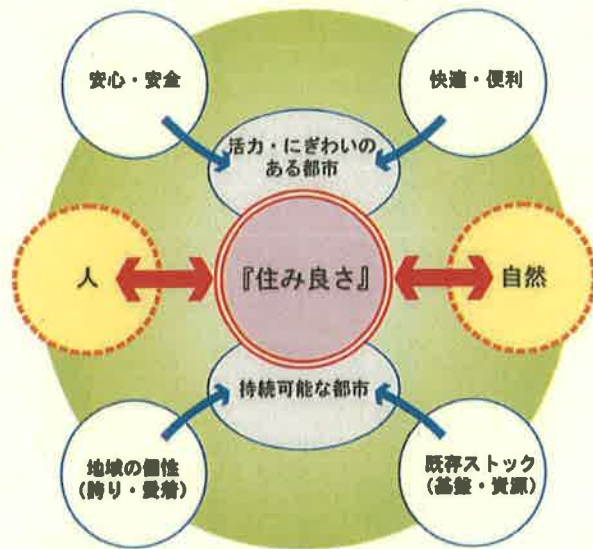 安心・安全
快適・便利
活力・にぎわいの
ある都市
人
『住み良さ』
自然
持続可能な都市
地域の個性
(誇り・愛着)
既存ストック
(基盤・資源)